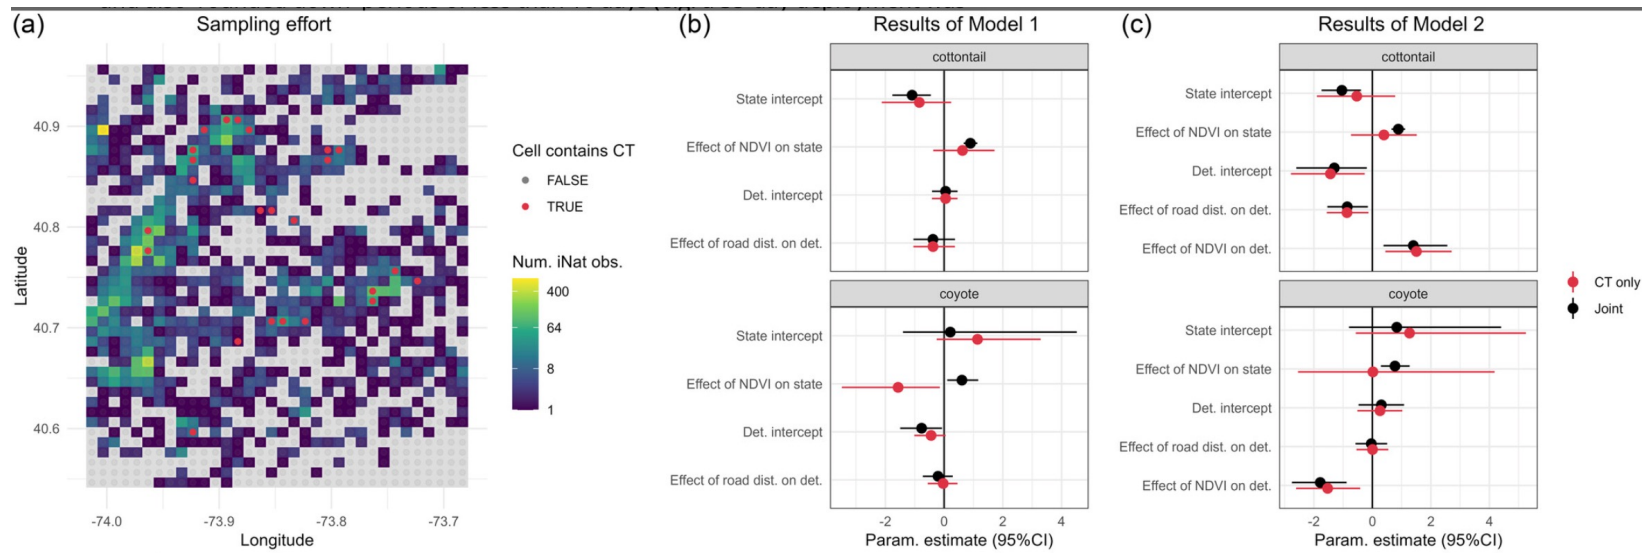 (a)
Sampling effort
40.9
40.8
40.7
40.6
Latitude
-74.0
-73.9
-73.8
-73.7
Longitude
Cell contains CT
FALSE
TRUE
Num. iNat obs.
400
64
8
1
(b)
Results of Model 1
cottontail
State intercept
Effect of NDVI on state
Det. intercept
Effect of road dist. on det.
coyote
State intercept
Effect of NDVI on state
Det. intercept
Effect of road dist. on det.
-2
0
2
4
Param. estimate (95%CI)
(c)
Results of Model 2
cottontail
State intercept
Effect of NDVI on state
Det. intercept
Effect of road dist. on det.
Effect of NDVI on det.
coyote
State intercept
Effect of NDVI on state
Det. intercept
Effect of road dist. on det.
Effect of NDVI on det.
-2
0
2
4
Param. estimate (95%CI)
CT only
Joint